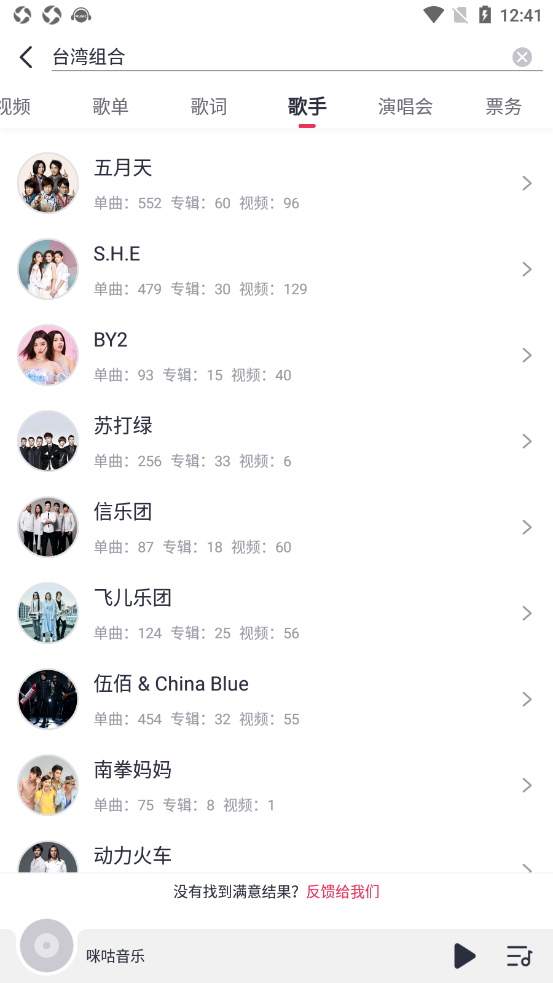 12:41
台湾组合
视频 歌单 歌词 歌手 演唱会 票务
五月天
单曲：552 专辑：60 视频：96
S.H.E
单曲：479 专辑：30 视频：129
BY2
单曲：93 专辑：15 视频：40
苏打绿
单曲：256 专辑：33 视频：6
信乐团
单曲：87 专辑：18 视频：60
飞儿乐团
单曲：124 专辑：25 视频：56
伍佰 & China Blue
单曲：454 专辑：32 视频：55
南拳妈妈
单曲：75 专辑：8 视频：1
动力火车
没有找到满意结果？反馈给我们
咪咕音乐